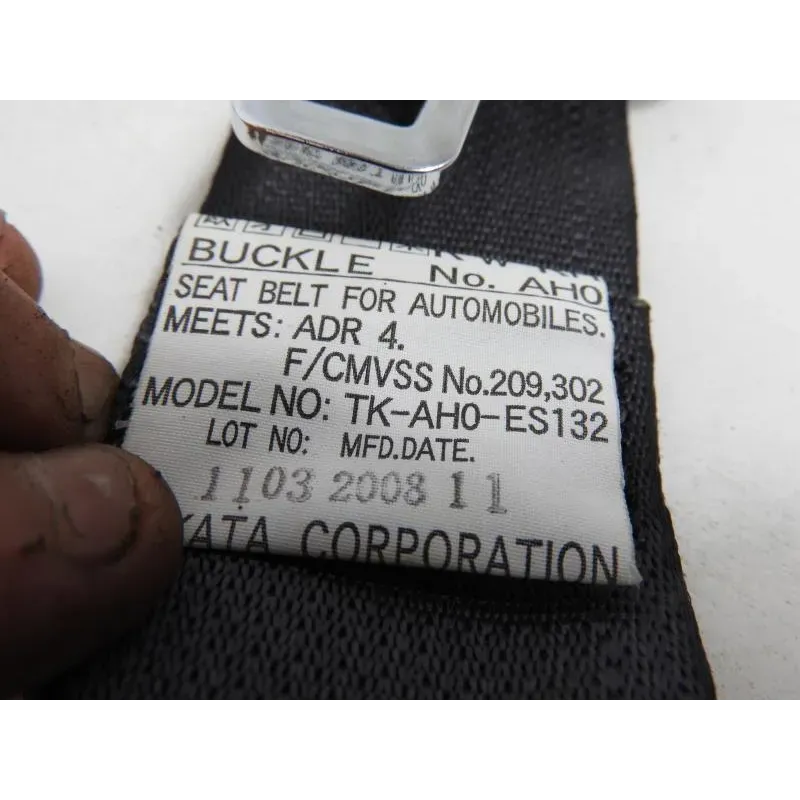 BUCKLE No. AH0
SEAT BELT FOR AUTOMOBILES.
MEETS: ADR 4.
F/CMVSS No.209,302
MODEL NO: TK-AH0-ES132
LOT NO: MFD.DATE.
1103 2008 11
KATA CORPORATION